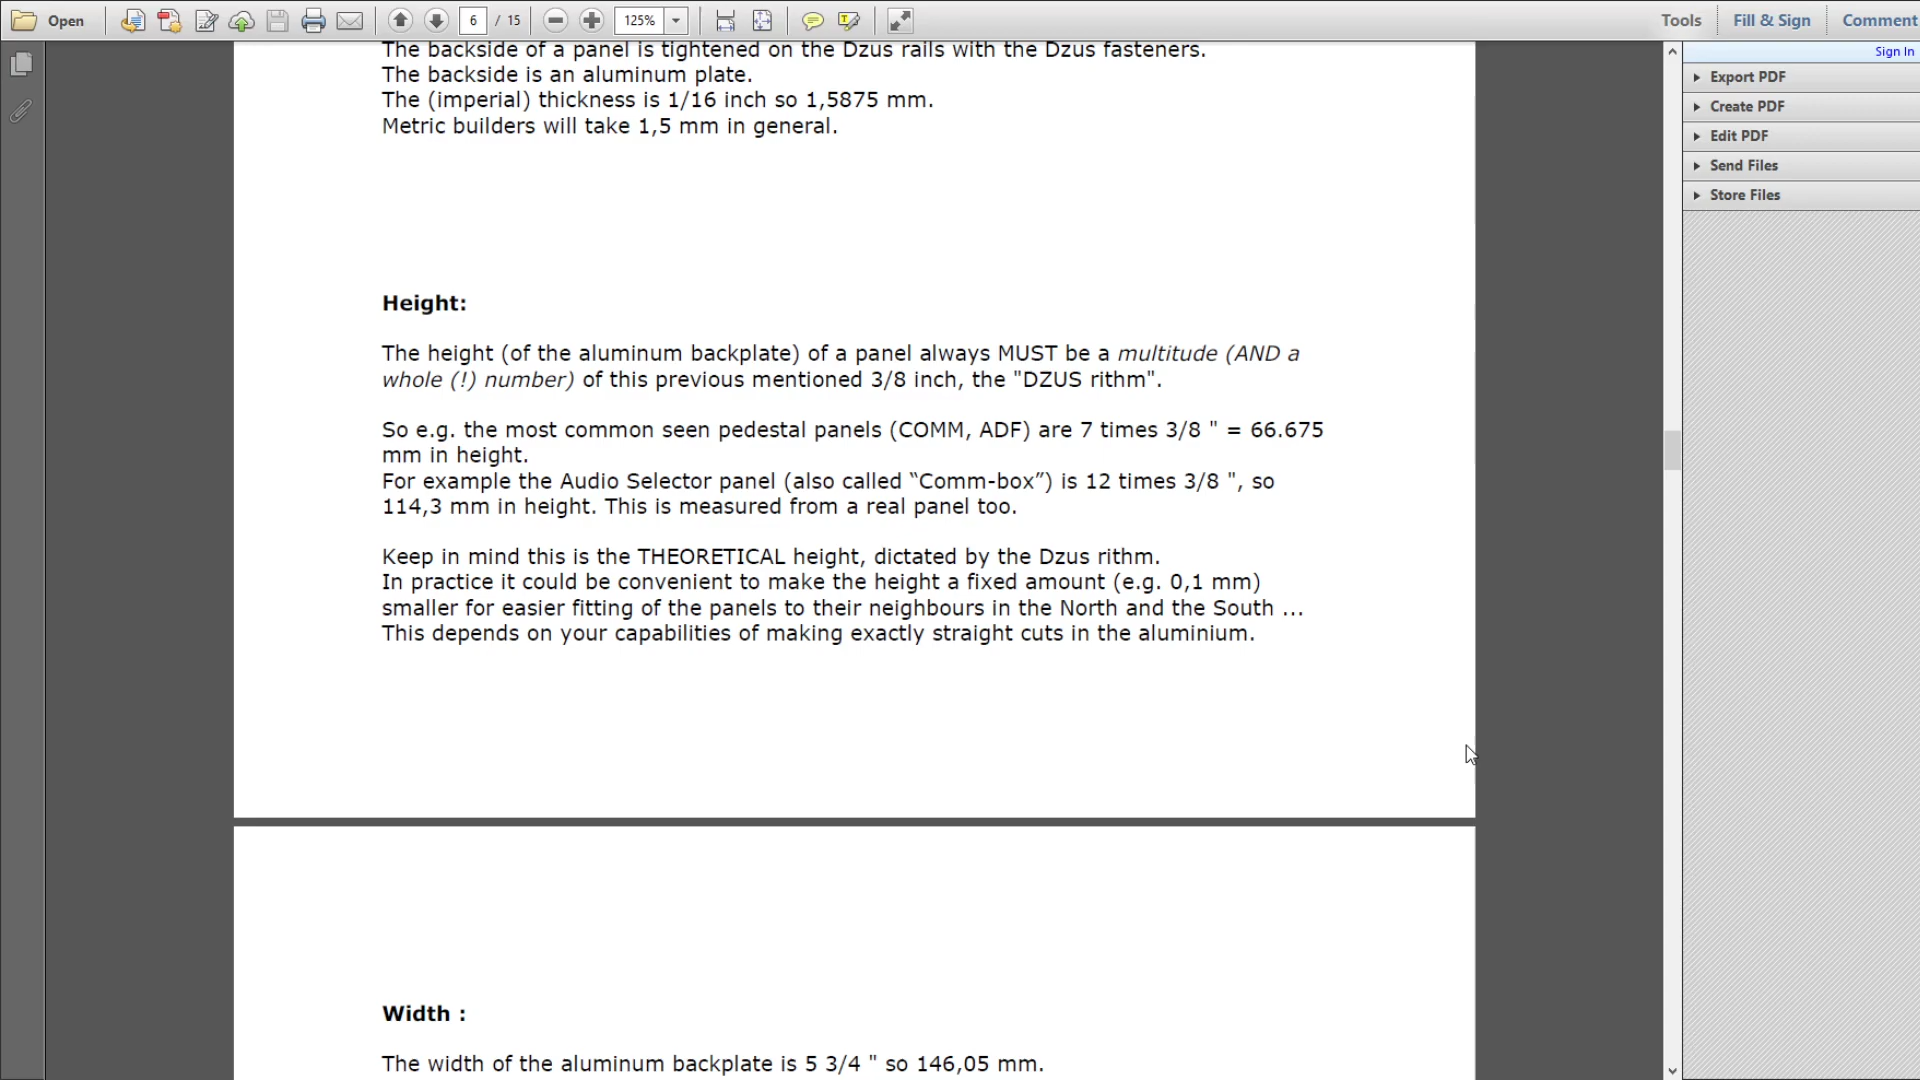 Open
6 / 15
125%
Tools
Fill & Sign
Comment
Sign In
Export PDF
Create PDF
Edit PDF
Send Files
Store Files
The backside of a panel is tightened on the Dzus rails with the Dzus fasteners.
The backside is an aluminum plate.
The (imperial) thickness is 1/16 inch so 1,5875 mm.
Metric builders will take 1,5 mm in general.
Height:
The height (of the aluminum backplate) of a panel always MUST be a multitude (AND a
whole (!) number) of this previous mentioned 3/8 inch, the "DZUS rithm".
So e.g. the most common seen pedestal panels (COMM, ADF) are 7 times 3/8 " = 66.675
mm in height.
For example the Audio Selector panel (also called “Comm-box”) is 12 times 3/8 ", so
114,3 mm in height. This is measured from a real panel too.
Keep in mind this is the THEORETICAL height, dictated by the Dzus rithm.
In practice it could be convenient to make the height a fixed amount (e.g. 0,1 mm)
smaller for easier fitting of the panels to their neighbours in the North and the South ...
This depends on your capabilities of making exactly straight cuts in the aluminium.
Width :
The width of the aluminum backplate is 5 3/4 " so 146,05 mm.